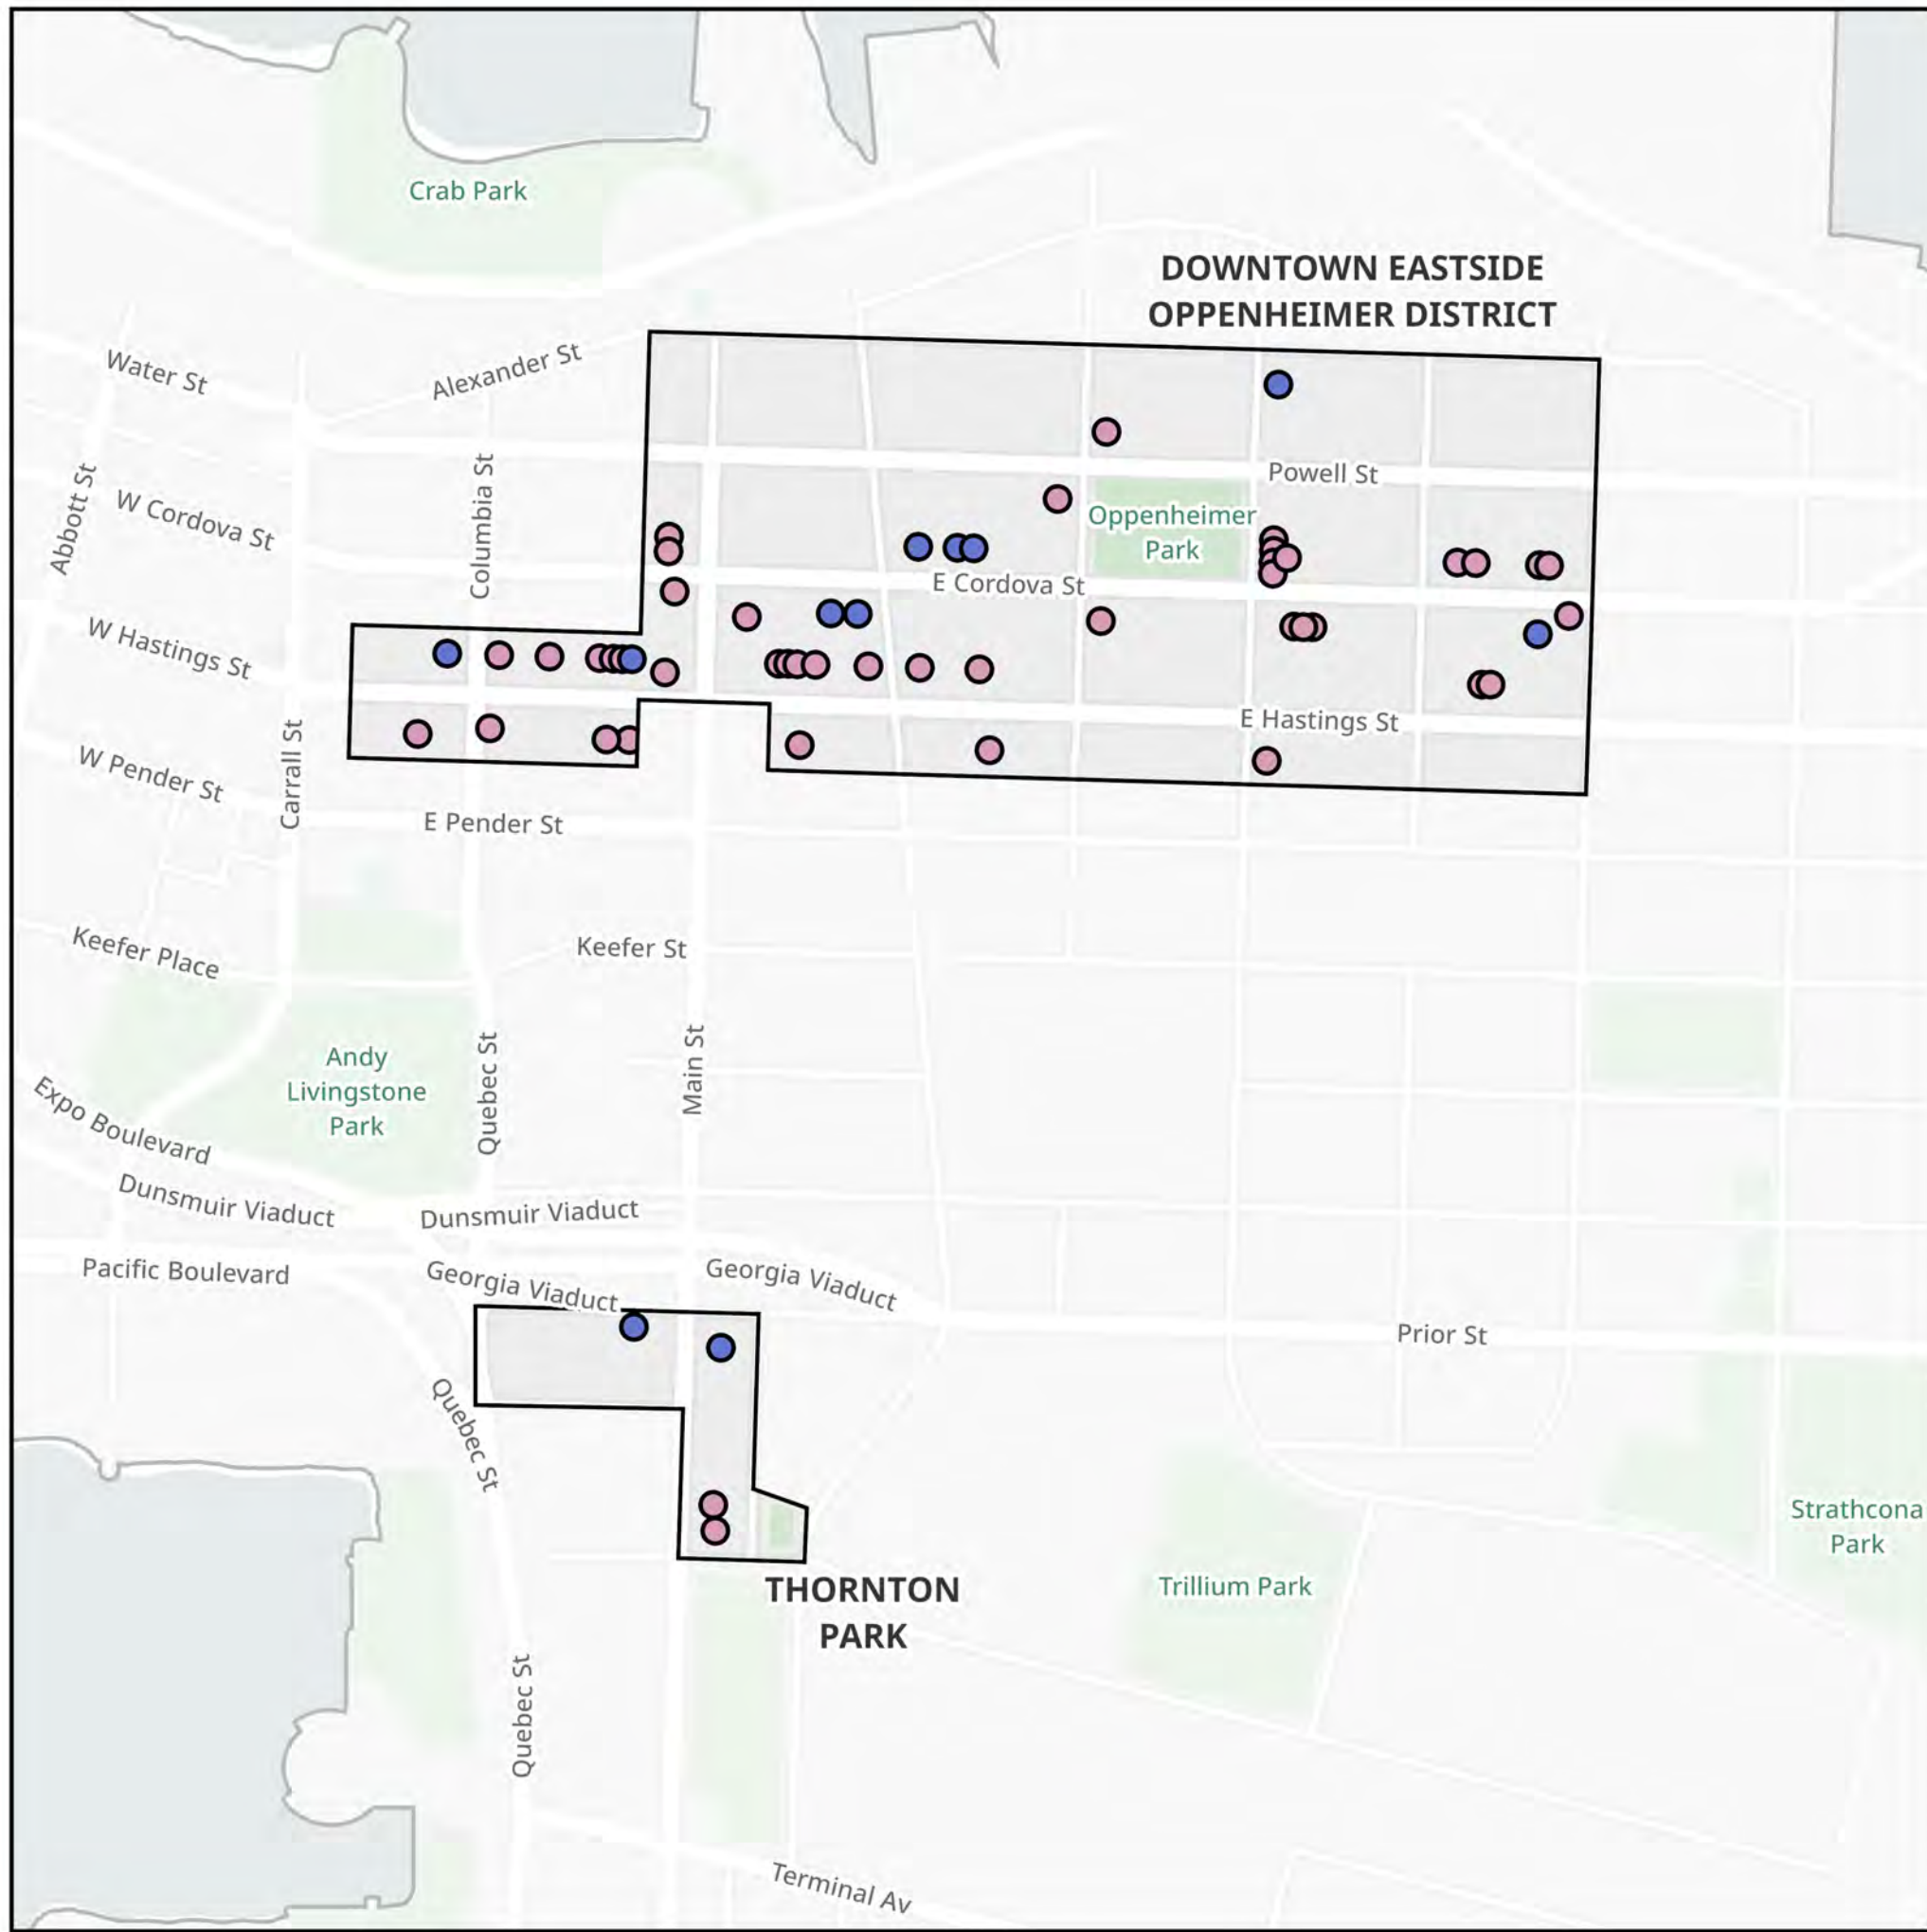 Crab Park
DOWNTOWN EASTSIDE
OPPENHEIMER DISTRICT
Water St
Alexander St
Abbott St
W Cordova St
Columbia St
Powell St
Oppenheimer
Park
E Cordova St
W Hastings St
E Hastings St
W Pender St
Carrall St
E Pender St
Keefer Place
Keefer St
Andy
Livingstone
Park
Quebec St
Main St
Expo Boulevard
Dunsmuir Viaduct
Dunsmuir Viaduct
Pacific Boulevard
Georgia Viaduct
Georgia Viaduct
Prior St
Quebec St
Strathcona
Park
THORNTON
PARK
Trillium Park
Quebec St
Terminal Av